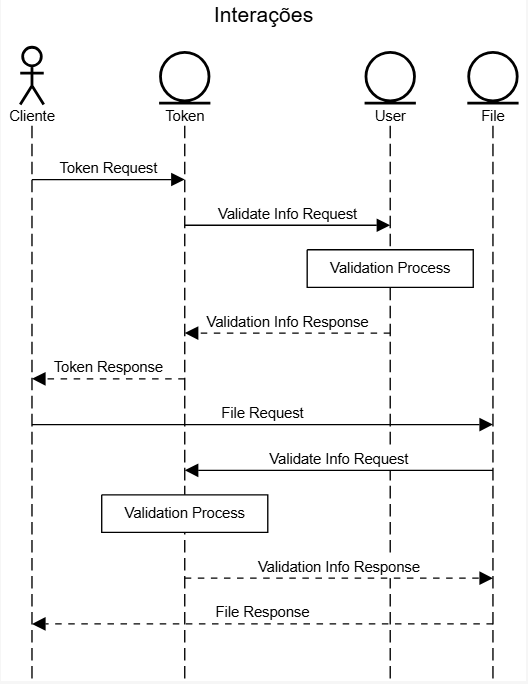 Interações
Cliente
Token
User
File
Token Request
Validate Info Request
Validation Process
Validation Info Response
Token Response
File Request
Validate Info Request
Validation Process
Validation Info Response
File Response